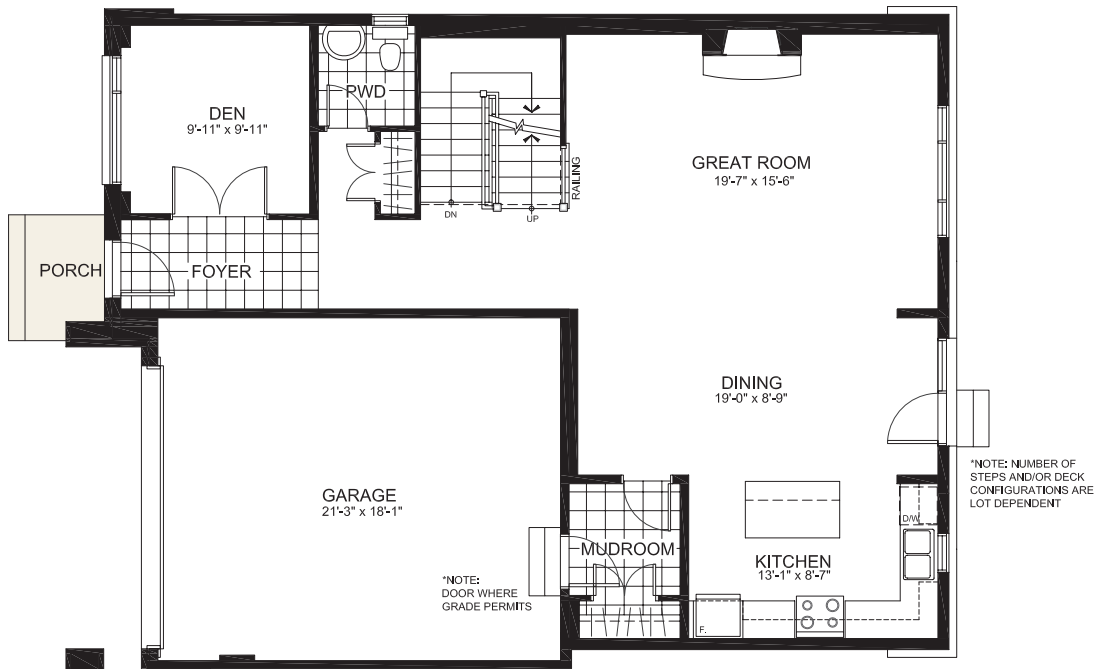 PWD
DEN
9'-11" x 9'-11"
GREAT ROOM
19'-7" x 15'-6"
RAILING
DN
UP
PORCH
FOYER
DINING
19'-0" x 8'-9"
*NOTE: NUMBER OF
STEPS AND/OR DECK
CONFIGURATIONS ARE
LOT DEPENDENT
GARAGE
21'-3" x 18'-1"
D/W
MUDROOM
KITCHEN
13'-1" x 8'-7"
*NOTE:
DOOR WHERE
GRADE PERMITS
F.